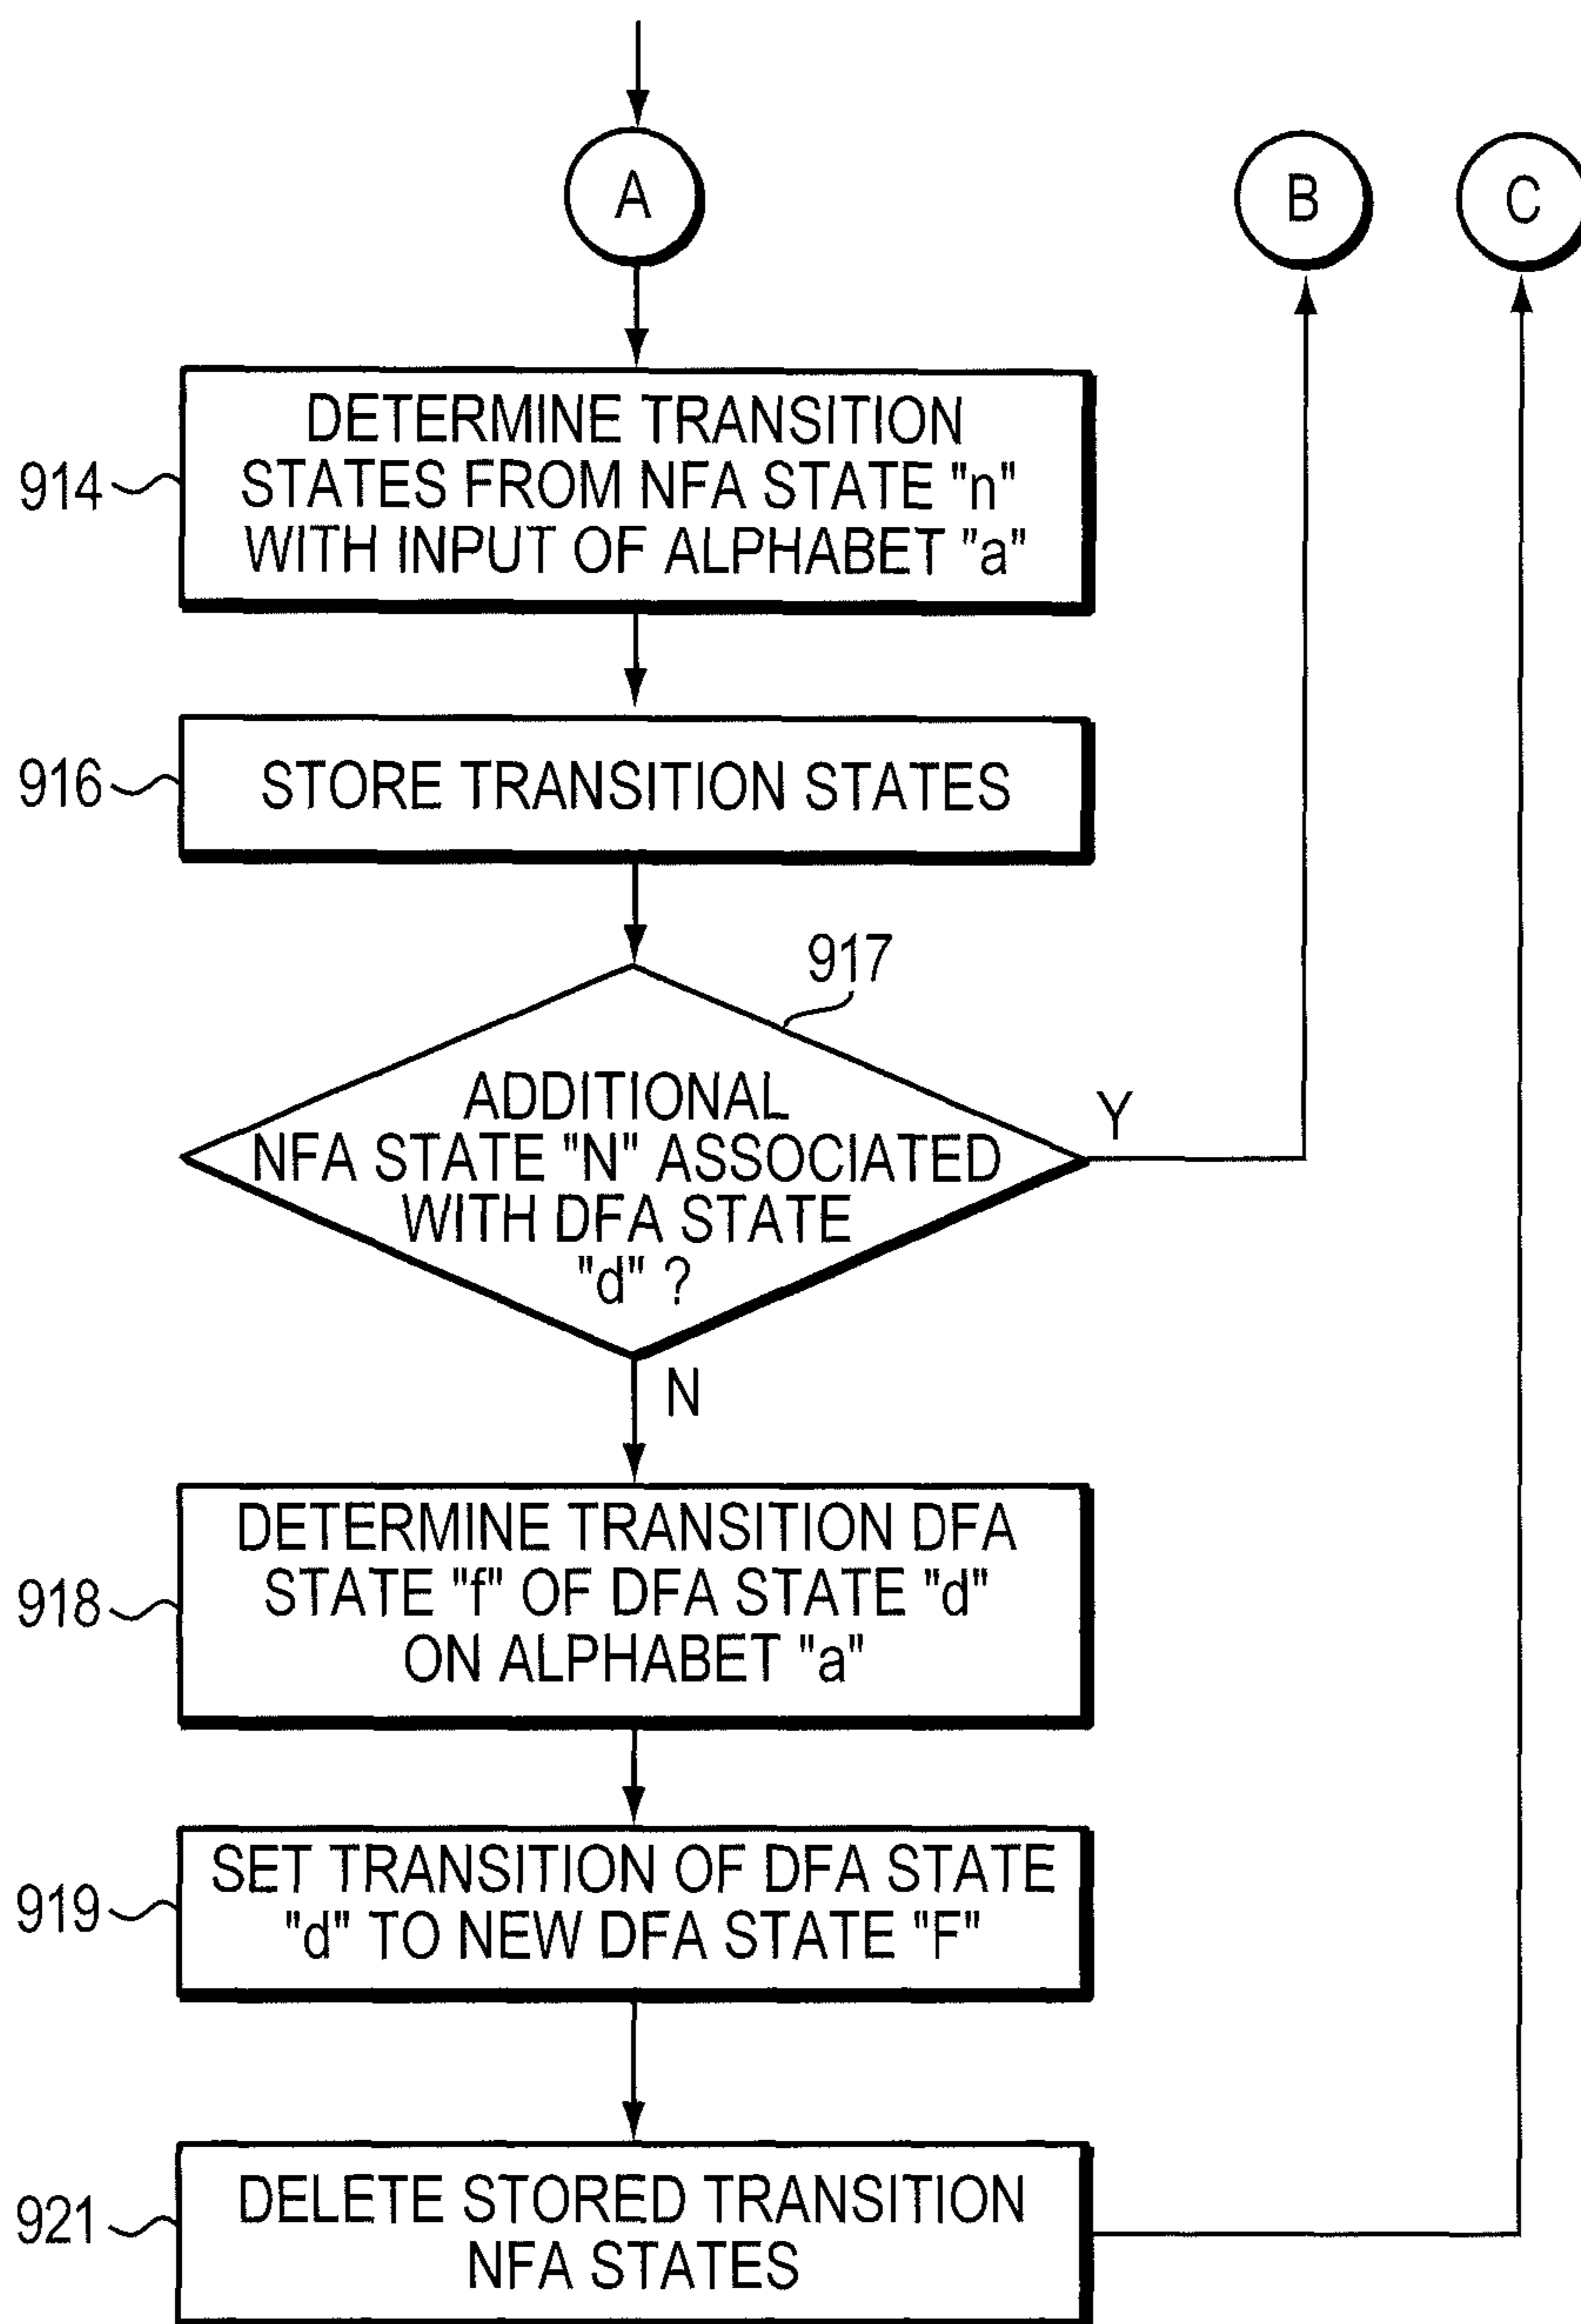 A
B
C
914
DETERMINE TRANSITION
STATES FROM NFA STATE "n"
WITH INPUT OF ALPHABET "a"
916
STORE TRANSITION STATES
917
ADDITIONAL
NFA STATE "N" ASSOCIATED
WITH DFA STATE
"d" ?
Y
N
918
DETERMINE TRANSITION DFA
STATE "f" OF DFA STATE "d"
ON ALPHABET "a"
919
SET TRANSITION OF DFA STATE
"d" TO NEW DFA STATE "F"
921
DELETE STORED TRANSITION
NFA STATES